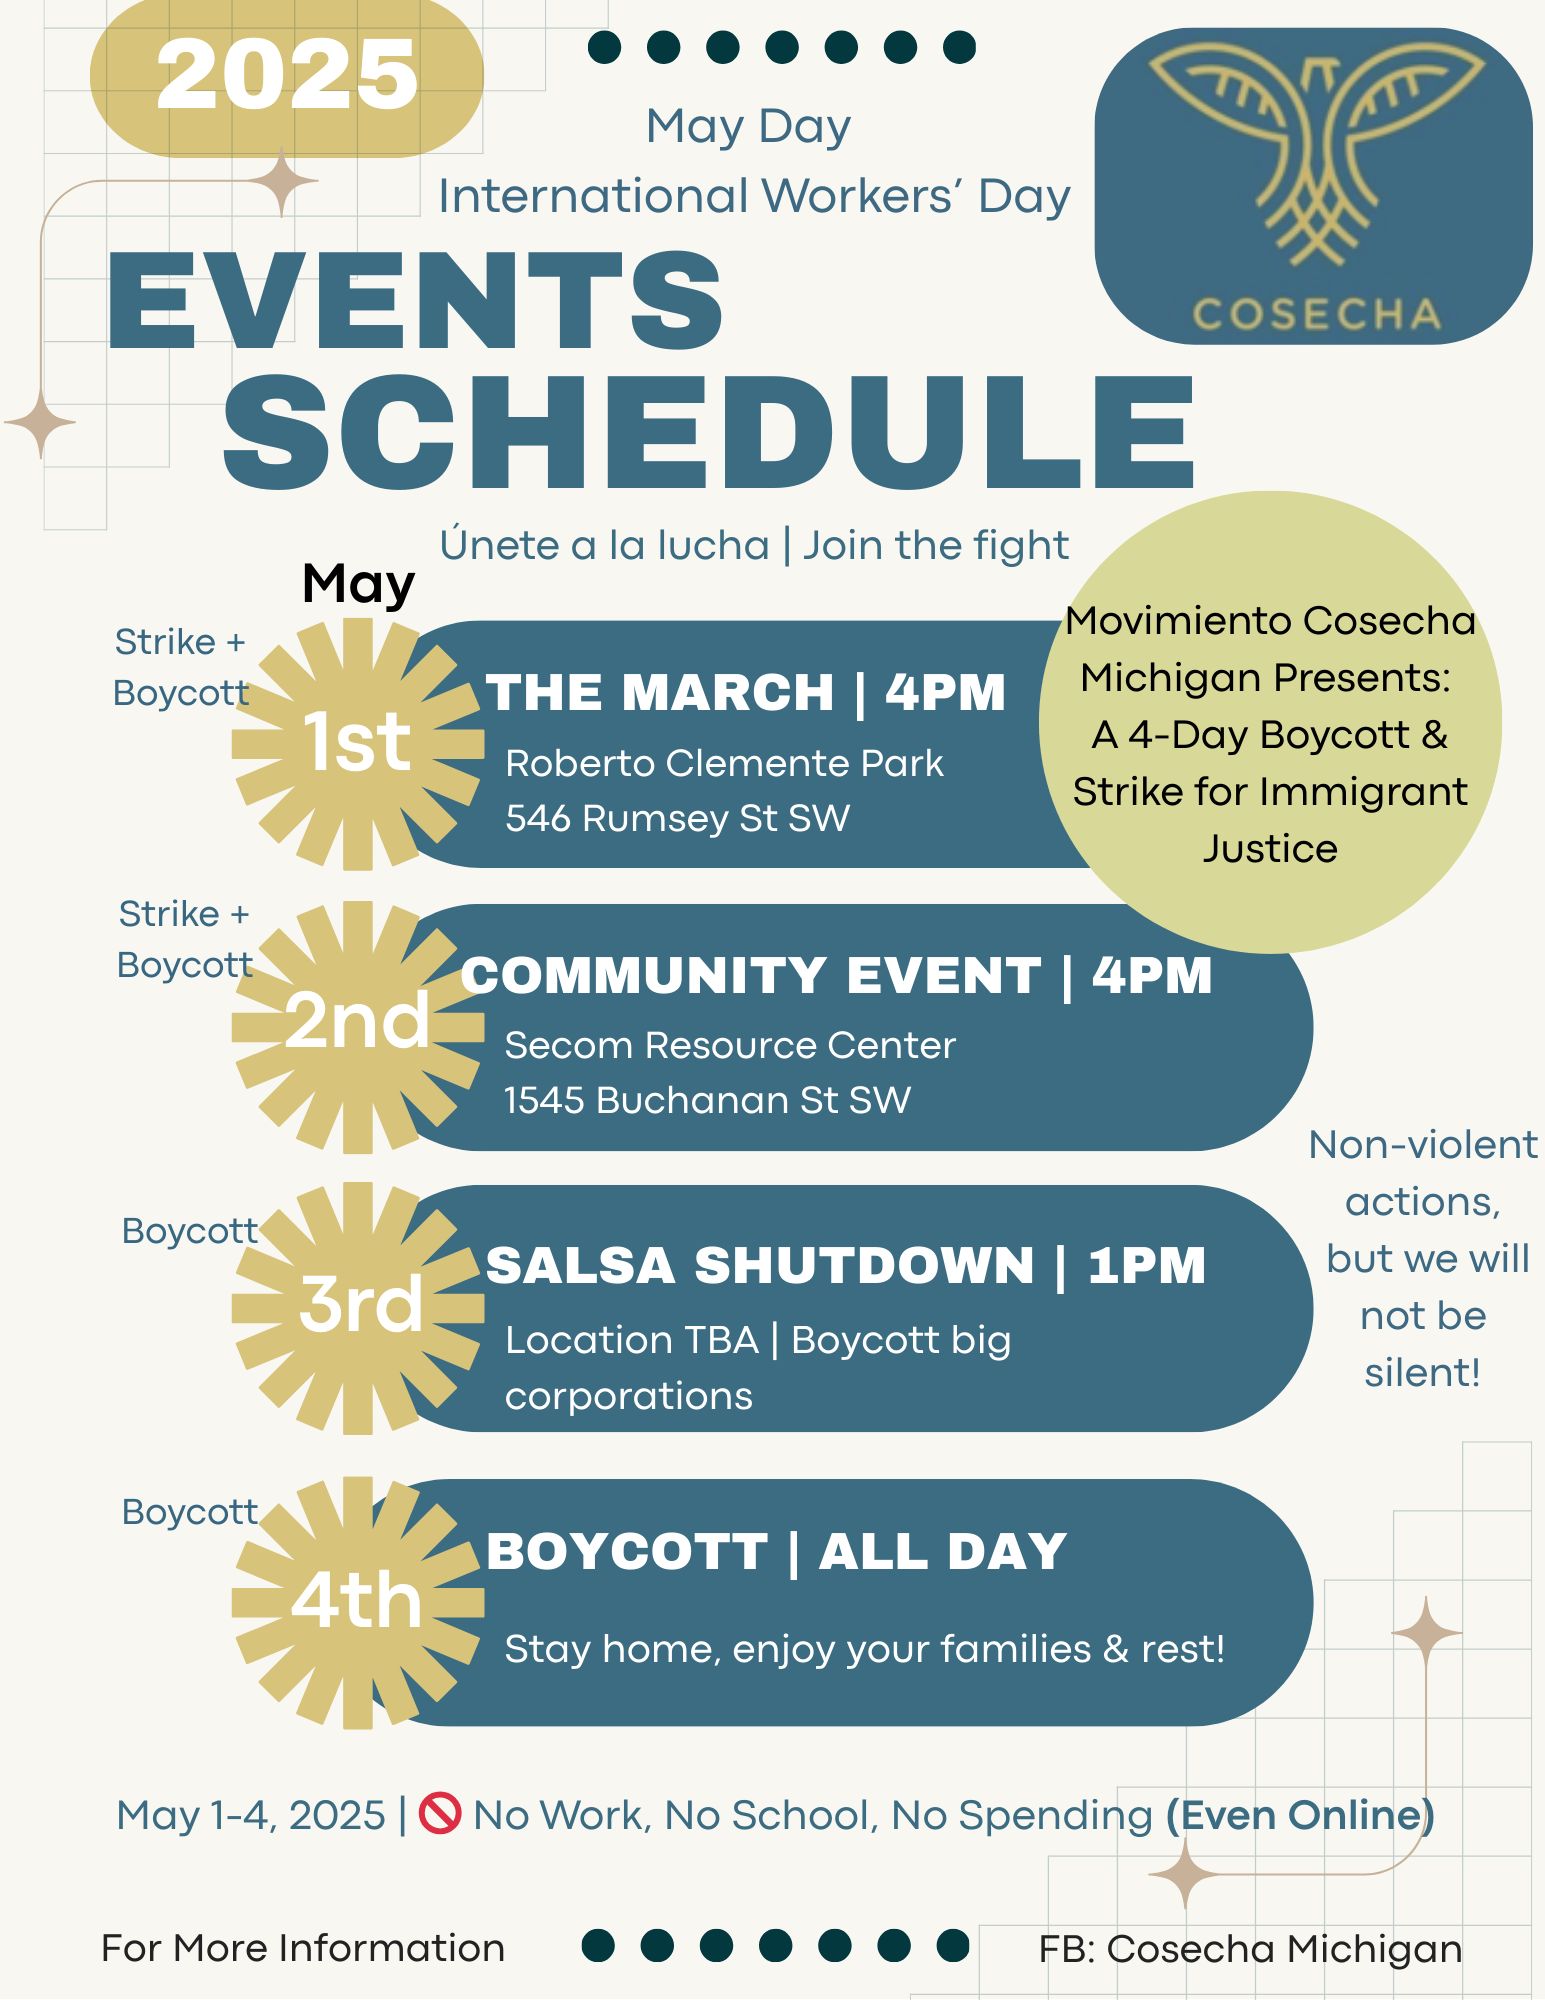 2025
May Day
International Workers’ Day
COSECHA
EVENTS
SCHEDULE
Únete a la lucha | Join the fight
May
Movimiento Cosecha
Michigan Presents:
A 4-Day Boycott &
Strike for Immigrant
Justice
Strike +
Boycott
1st
THE MARCH | 4PM
Roberto Clemente Park
546 Rumsey St SW
Strike +
Boycott
2nd
COMMUNITY EVENT | 4PM
Secom Resource Center
1545 Buchanan St SW
Non-violent
actions,
but we will
not be
silent!
Boycott
3rd
SALSA SHUTDOWN | 1PM
Location TBA | Boycott big
corporations
Boycott
4th
BOYCOTT | ALL DAY
Stay home, enjoy your families & rest!
May 1-4, 2025 | 🚫 No Work, No School, No Spending (Even Online)
For More Information
FB: Cosecha Michigan